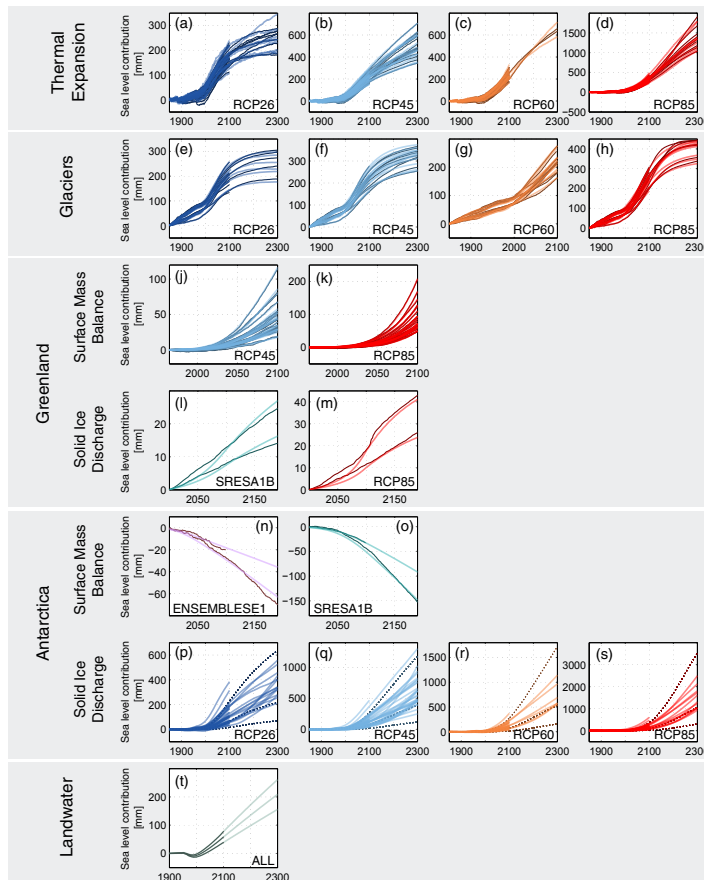 Thermal
Expansion
Sea level contribution
[mm]
(a)
300
200
100
0
1900 2100 2300
RCP26
(b)
600
400
200
0
1900 2100 2300
RCP45
(c)
600
400
200
0
1900 2100 2300
RCP60
(d)
1500
1000
500
0
−500
1900 2100 2300
RCP85
Glaciers
Sea level contribution
[mm]
(e)
300
200
100
0
1900 2100 2300
RCP26
(f)
300
200
100
0
1900 2100 2300
RCP45
(g)
200
100
0
1900 2000 2100
RCP60
(h)
400
300
200
100
0
1900 2100 2300
RCP85
Greenland
Surface Mass
Balance
Sea level contribution
[mm]
(j)
100
50
0
2000 2050 2100
RCP45
(k)
200
150
100
50
0
2000 2050 2100
RCP85
Solid Ice
Discharge
Sea level contribution
[mm]
(l)
20
10
0
2050 2100 2150
SRESA1B
(m)
40
30
20
10
0
2050 2100 2150
RCP85
Antarctica
Surface Mass
Balance
Sea level contribution
[mm]
(n)
0
−20
−40
−60
2050 2100 2150
ENSEMBLESE1
(o)
0
−50
−100
−150
2050 2100 2150
SRESA1B
Solid Ice
Discharge
Sea level contribution
[mm]
(p)
600
400
200
0
1900 2100 2300
RCP26
(q)
1000
500
0
1900 2100 2300
RCP45
(r)
1500
1000
500
0
1900 2100 2300
RCP60
(s)
3000
2000
1000
0
1900 2100 2300
RCP85
Landwater
Sea level contribution
[mm]
(t)
200
100
0
1900 2000 2100 2200 2300
ALL